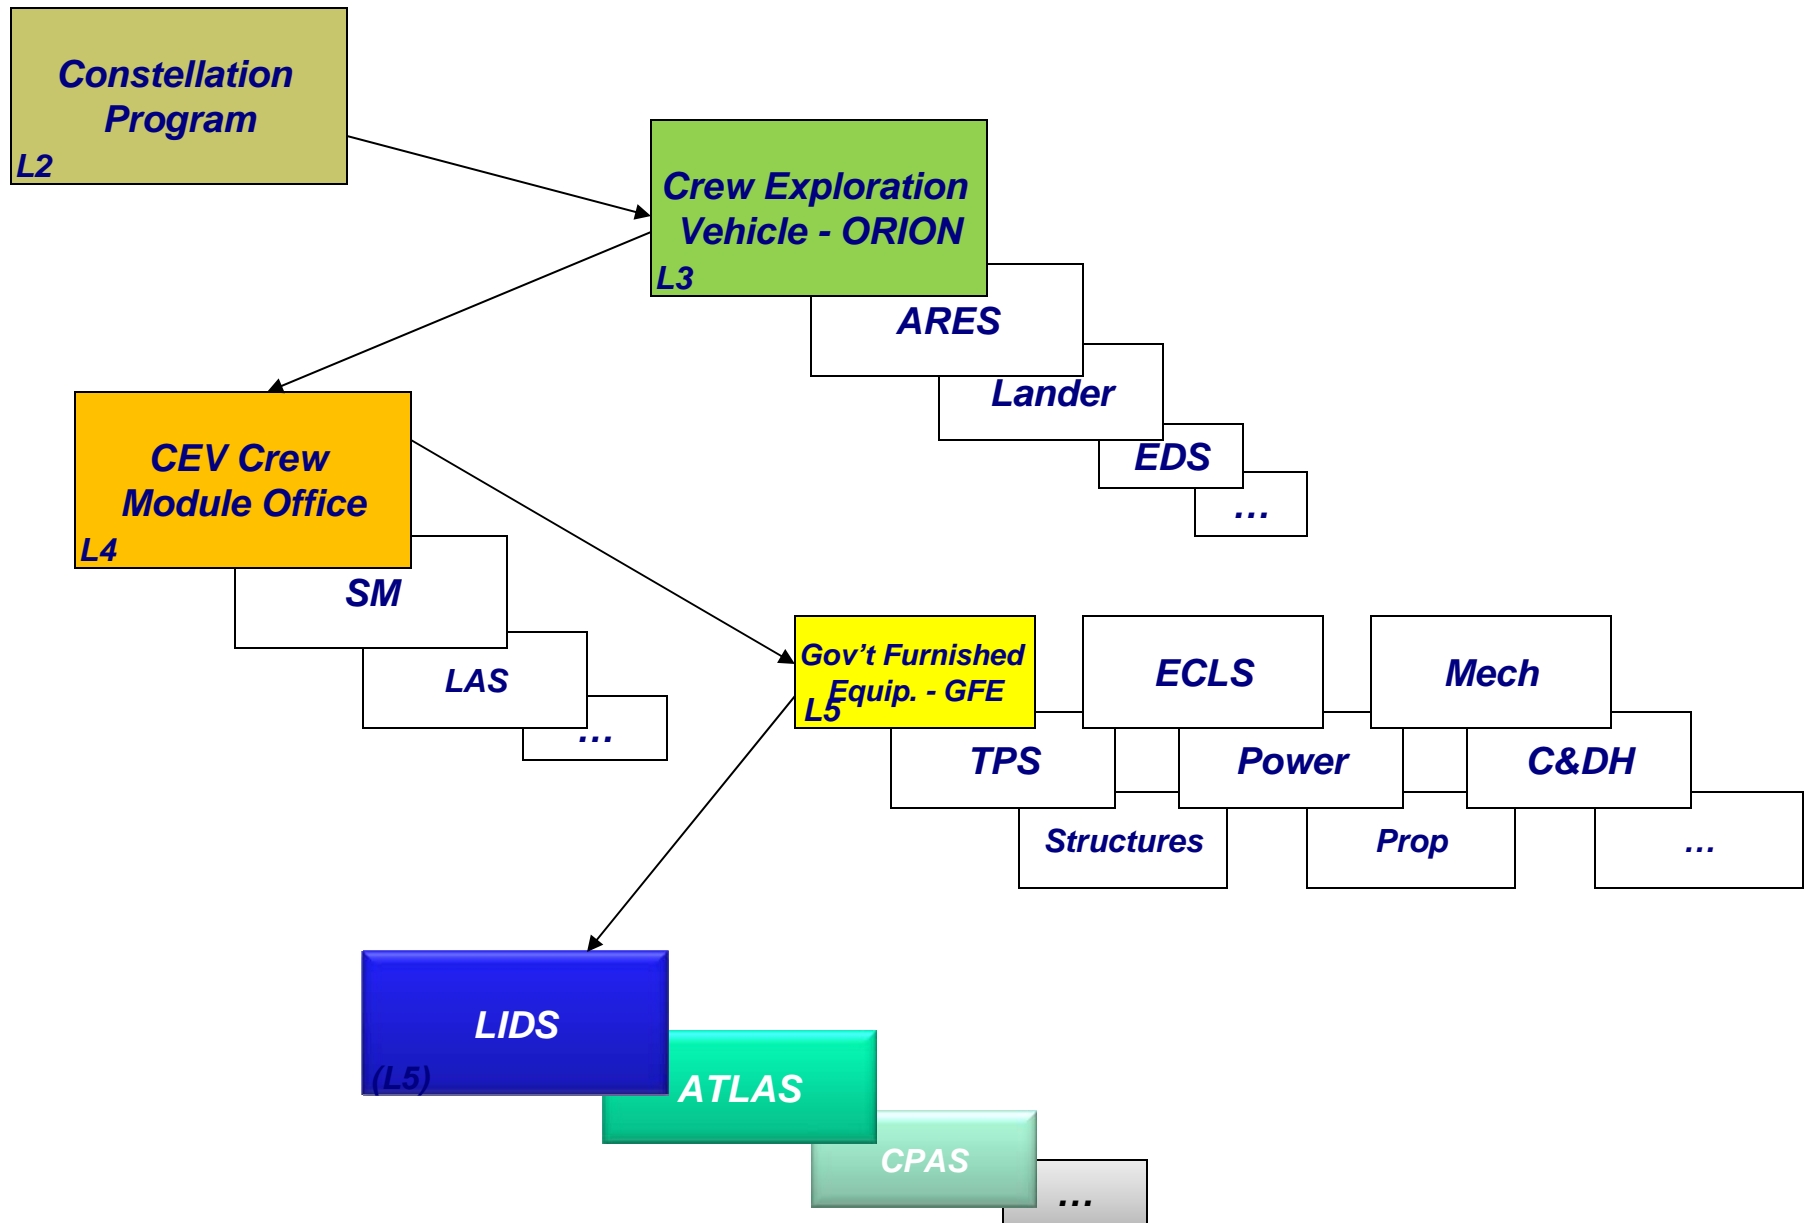 Constellation
Program
L2
Crew Exploration
Vehicle - ORION
L3
ARES
Lander
EDS
…
CEV Crew
Module Office
L4
SM
LAS
…
Gov’t Furnished
Equip. - GFE
L5
ECLS
Mech
TPS
Power
C&DH
Structures
Prop
…
LIDS
(L5)
ATLAS
CPAS
…